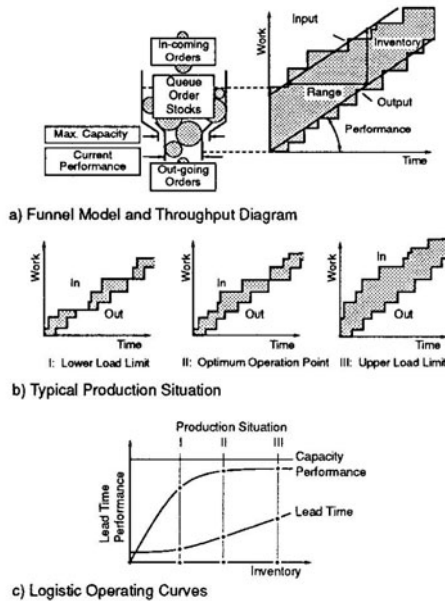 In-coming
Orders
Queue
Order
Stocks
Max. Capacity
Current
Performance
Out-going
Orders
Work
Input
Inventory
Range
Output
Performance
Time
a) Funnel Model and Throughput Diagram
Work
In
Out
Time
I: Lower Load Limit
Work
In
Out
Time
II: Optimum Operation Point
Work
In
Out
Time
III: Upper Load Limit
b) Typical Production Situation
Production Situation
I II III
Capacity
Performance
Lead Time
Lead Time
Performance
Inventory
c) Logistic Operating Curves